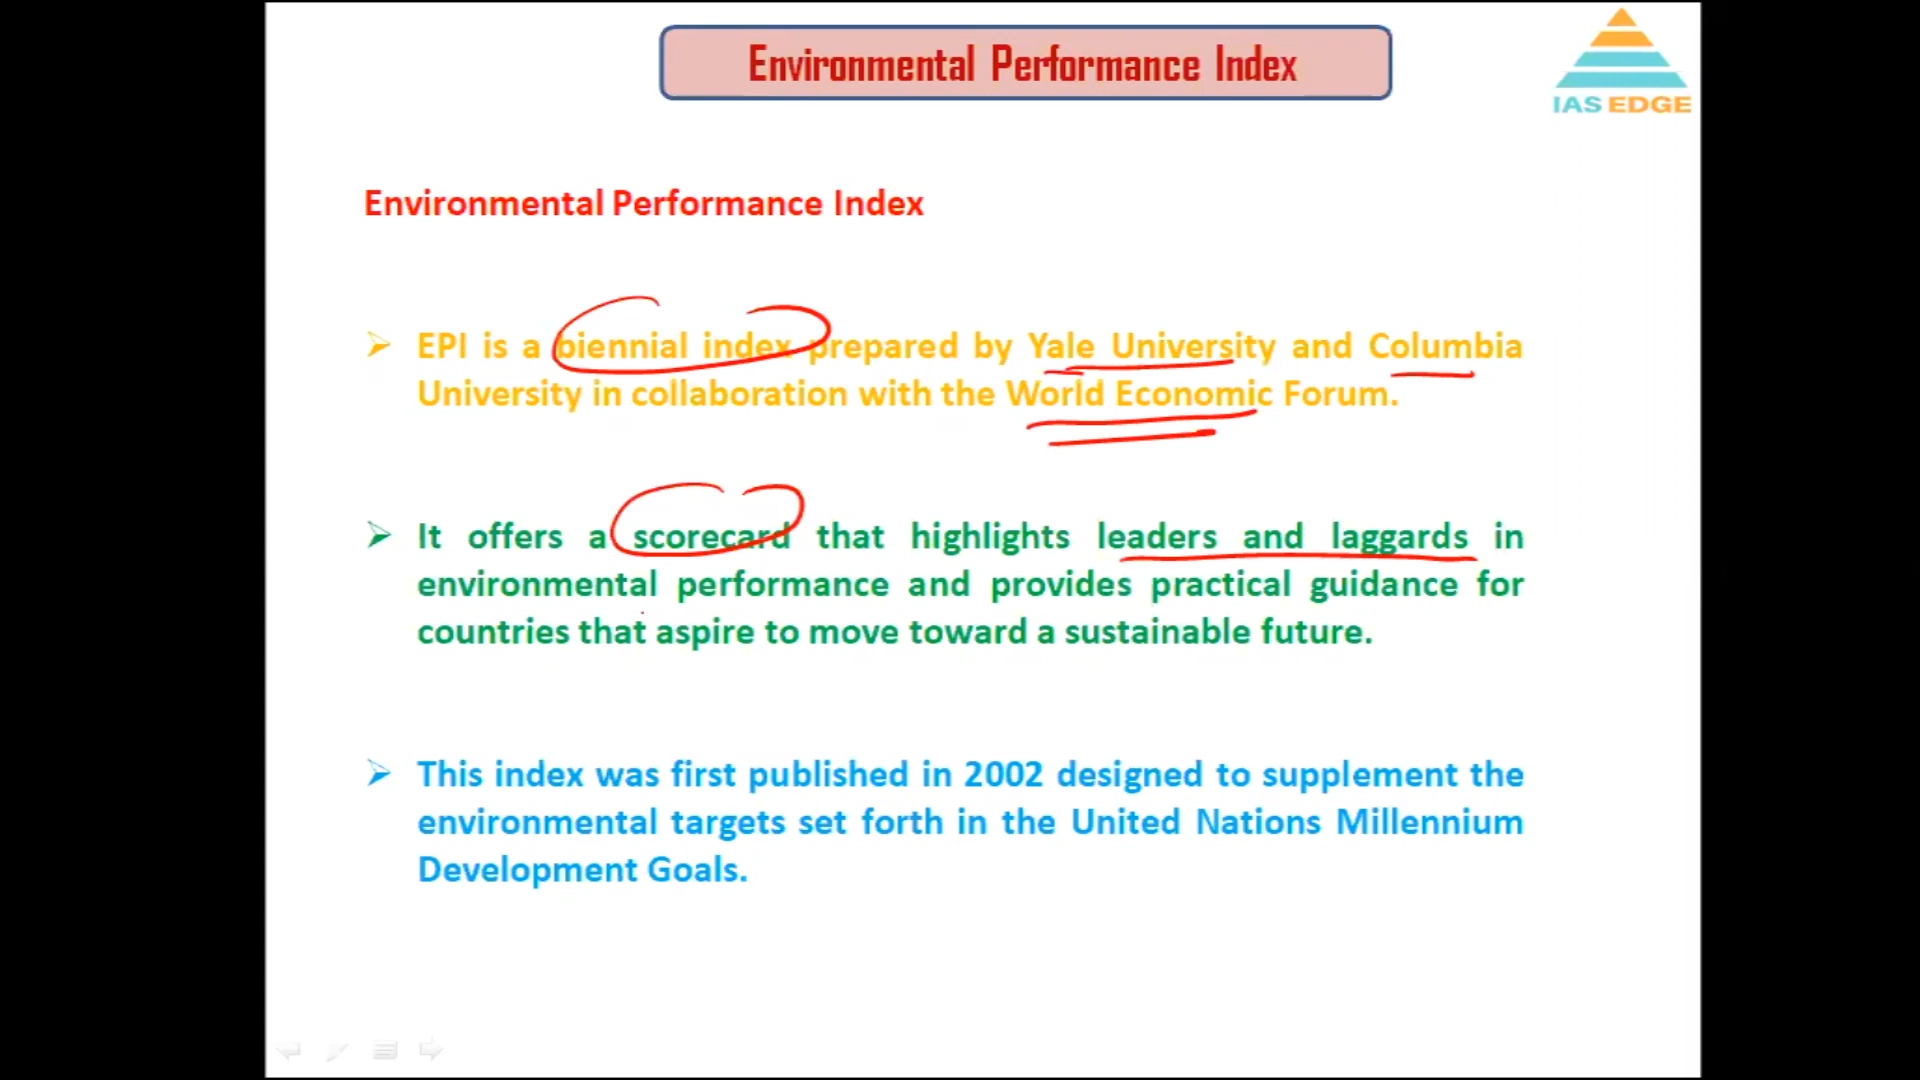 Environmental Performance Index
IAS EDGE
Environmental Performance Index
EPI is a biennial index prepared by Yale University and Columbia
University in collaboration with the World Economic Forum.
It offers a scorecard that highlights leaders and laggards in
environmental performance and provides practical guidance for
countries that aspire to move toward a sustainable future.
This index was first published in 2002 designed to supplement the
environmental targets set forth in the United Nations Millennium
Development Goals.